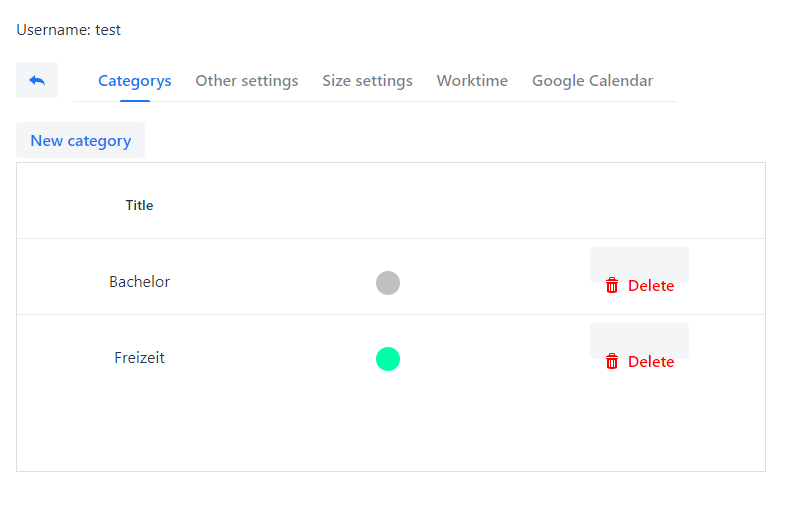 Username: test
Categorys Other settings Size settings Worktime Google Calendar
New category
Title
Bachelor Delete
Freizeit Delete